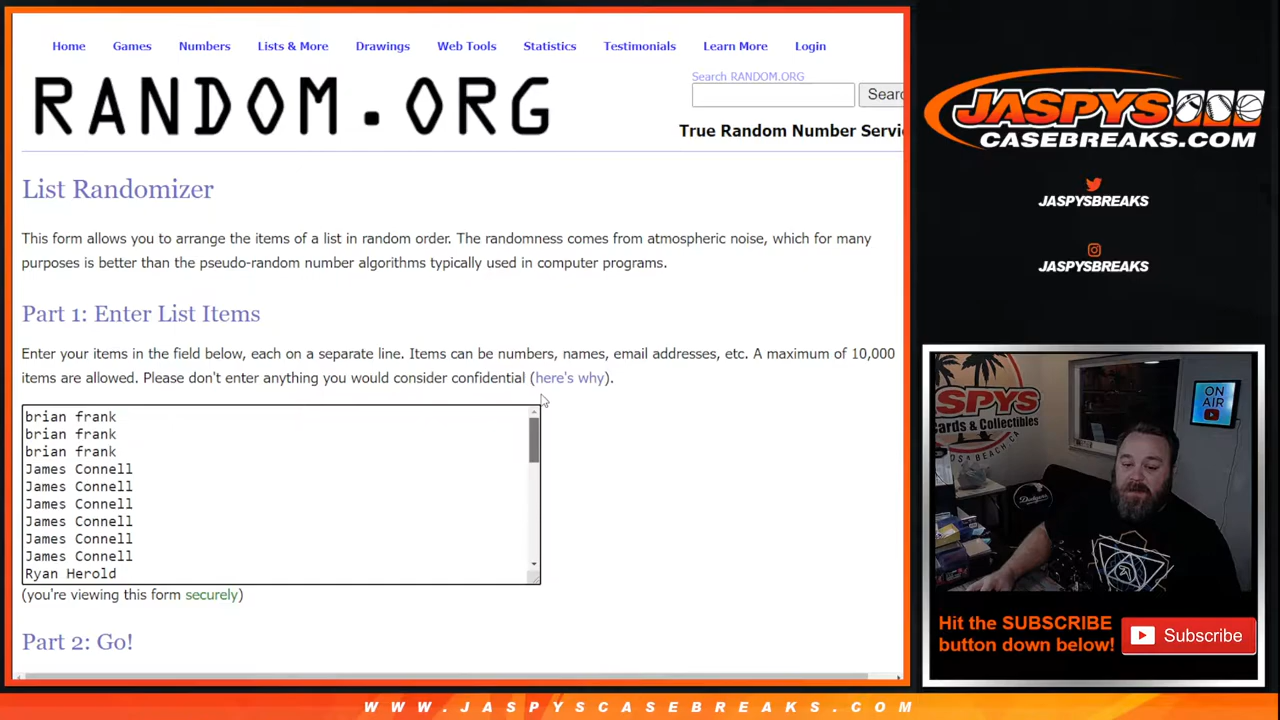 Home Games Numbers Lists & More Drawings Web Tools Statistics Testimonials Learn More Login
RANDOM.ORG
Search RANDOM.ORG
Searc
True Random Number Servi
List Randomizer
This form allows you to arrange the items of a list in random order. The randomness comes from atmospheric noise, which for many
purposes is better than the pseudo-random number algorithms typically used in computer programs.
Part 1: Enter List Items
Enter your items in the field below, each on a separate line. Items can be numbers, names, email addresses, etc. A maximum of 10,000
items are allowed. Please don't enter anything you would consider confidential (here's why).
brian frank
brian frank
brian frank
James Connell
James Connell
James Connell
James Connell
James Connell
James Connell
Ryan Herold
(you're viewing this form securely)
Part 2: Go!
JASPYS
CASEBREAKS.COM
JASPYSBREAKS
JASPYSBREAKS
ASPYS
Cards & Collectibles
OSA BEACH CA
ON
AIR
Dodgers
Hit the SUBSCRIBE
button down below!
Subscribe
WWW.JASPYSCASEBREAKS.COM